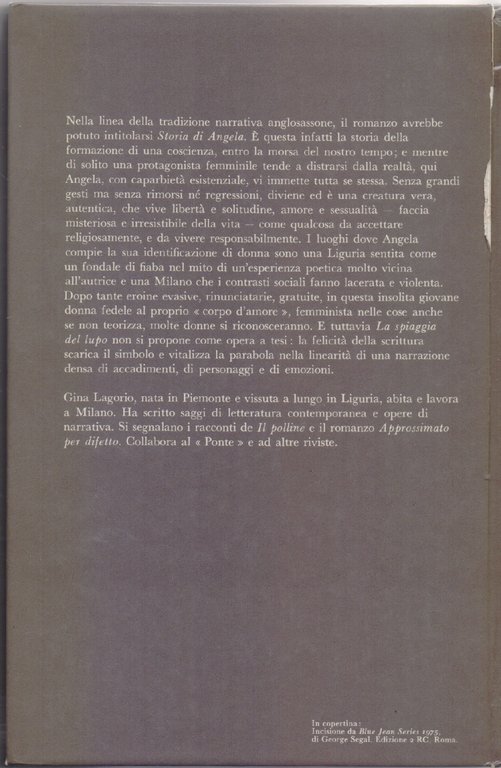 Nella linea della tradizione narrativa anglosassone, il romanzo avrebbe
potuto intitolarsi Storia di Angela. È questa infatti la storia della
formazione di una coscienza, entro la morsa del nostro tempo; e mentre
di solito una protagonista femminile tende a distrarsi dalla realtà, qui
Angela, con caparbietà esistenziale, vi immette tutta se stessa. Senza grandi
gesti ma senza rimorsi né regressioni, diviene ed è una creatura vera,
autentica, che vive libertà e solitudine, amore e sessualità — faccia
misteriosa e irresistibile della vita — come qualcosa da accettare
religiosamente, e da vivere responsabilmente. I luoghi dove Angela
compie la sua identificazione di donna sono una Liguria sentita come
un fondale di fiaba nel mito di un'esperienza poetica molto vicina
all'autrice e una Milano che i contrasti sociali fanno lacerata e violenta.
Dopo tante eroine evasive, rinunciatarie, gratuite, in questa insolita giovane
donna fedele al proprio « corpo d'amore », femminista nelle cose anche
se non teorizza, molte donne si riconosceranno. E tuttavia La spiaggia
del lupo non si propone come opera a tesi: la felicità della scrittura
scarica il simbolo e vitalizza la parabola nella linearità di una narrazione
densa di accadimenti, di personaggi e di emozioni.
Gina Lagorio, nata in Piemonte e vissuta a lungo in Liguria, abita e lavora
a Milano. Ha scritto saggi di letteratura contemporanea e opere di
narrativa. Si segnalano i racconti de Il polline e il romanzo Approssimato
per difetto. Collabora al « Ponte » e ad altre riviste.
In copertina:
Incisione da Blue Jean Series 1975,
di George Segal. Edizione 2 RC. Roma.